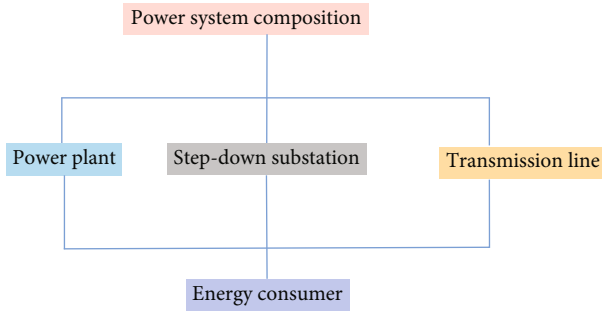 Power system composition
Power plant
Step-down substation
Transmission line
Energy consumer